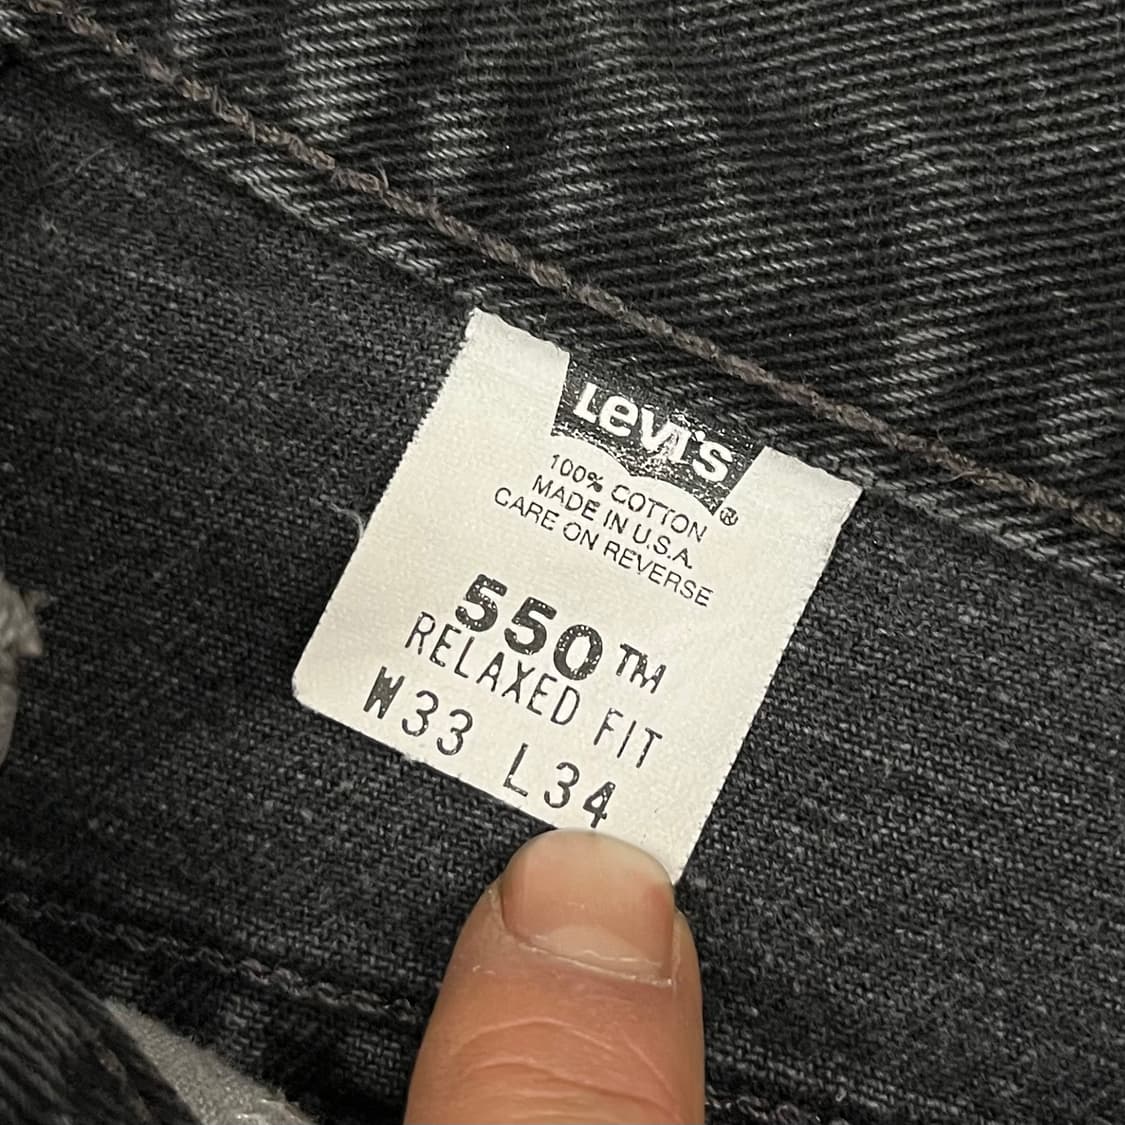 Levi's®
100% COTTON
MADE IN U.S.A.
CARE ON REVERSE
550™
RELAXED FIT
W33 L34